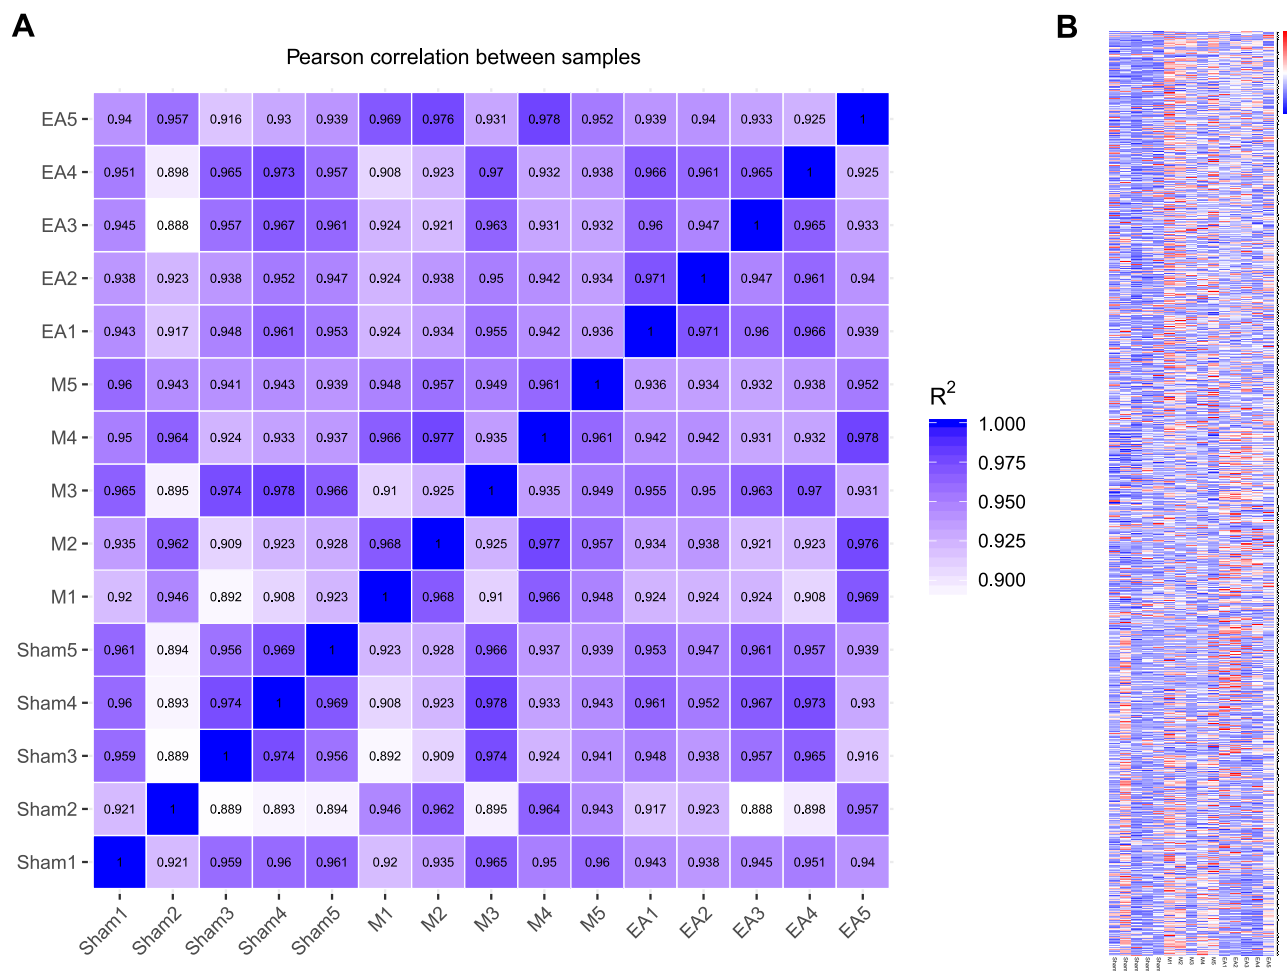 A
B
Pearson correlation between samples
EA5 0.94 0.957 0.916 0.93 0.939 0.969 0.976 0.931 0.978 0.952 0.939 0.94 0.933 0.925 1
EA4 0.951 0.898 0.965 0.973 0.957 0.908 0.923 0.97 0.932 0.938 0.966 0.961 0.965 1 0.925
EA3 0.945 0.888 0.957 0.967 0.961 0.924 0.921 0.963 0.931 0.932 0.96 0.947 1 0.965 0.933
EA2 0.938 0.923 0.938 0.952 0.947 0.924 0.938 0.95 0.942 0.934 0.971 1 0.947 0.961 0.94
EA1 0.943 0.917 0.948 0.961 0.953 0.924 0.934 0.955 0.942 0.936 1 0.971 0.96 0.966 0.939
M5 0.96 0.943 0.941 0.943 0.939 0.948 0.957 0.949 0.961 1 0.936 0.934 0.932 0.938 0.952
M4 0.95 0.964 0.924 0.933 0.937 0.966 0.977 0.935 1 0.961 0.942 0.942 0.931 0.932 0.978
M3 0.965 0.895 0.974 0.978 0.966 0.91 0.925 1 0.935 0.949 0.955 0.95 0.963 0.97 0.931
M2 0.935 0.962 0.909 0.923 0.928 0.968 1 0.925 0.977 0.957 0.934 0.938 0.921 0.923 0.976
M1 0.92 0.946 0.892 0.908 0.923 1 0.968 0.91 0.966 0.948 0.924 0.924 0.924 0.908 0.969
Sham5 0.961 0.894 0.956 0.969 1 0.923 0.928 0.966 0.937 0.939 0.953 0.947 0.961 0.957 0.939
Sham4 0.96 0.893 0.974 1 0.969 0.908 0.923 0.978 0.933 0.943 0.961 0.952 0.967 0.973 0.93
Sham3 0.959 0.889 1 0.974 0.956 0.892 0.909 0.974 0.924 0.941 0.948 0.938 0.957 0.965 0.916
Sham2 0.921 1 0.889 0.893 0.894 0.946 0.962 0.895 0.964 0.943 0.917 0.923 0.888 0.898 0.957
Sham1 1 0.921 0.959 0.96 0.961 0.92 0.935 0.965 0.95 0.96 0.943 0.938 0.945 0.951 0.94
Sham1 Sham2 Sham3 Sham4 Sham5 M1 M2 M3 M4 M5 EA1 EA2 EA3 EA4 EA5
R²
1.000
0.975
0.950
0.925
0.900
Sham Sham Sham Sham Sham M1 M2 M3 M4 M5 EA1 EA2 EA3 EA4 EA5